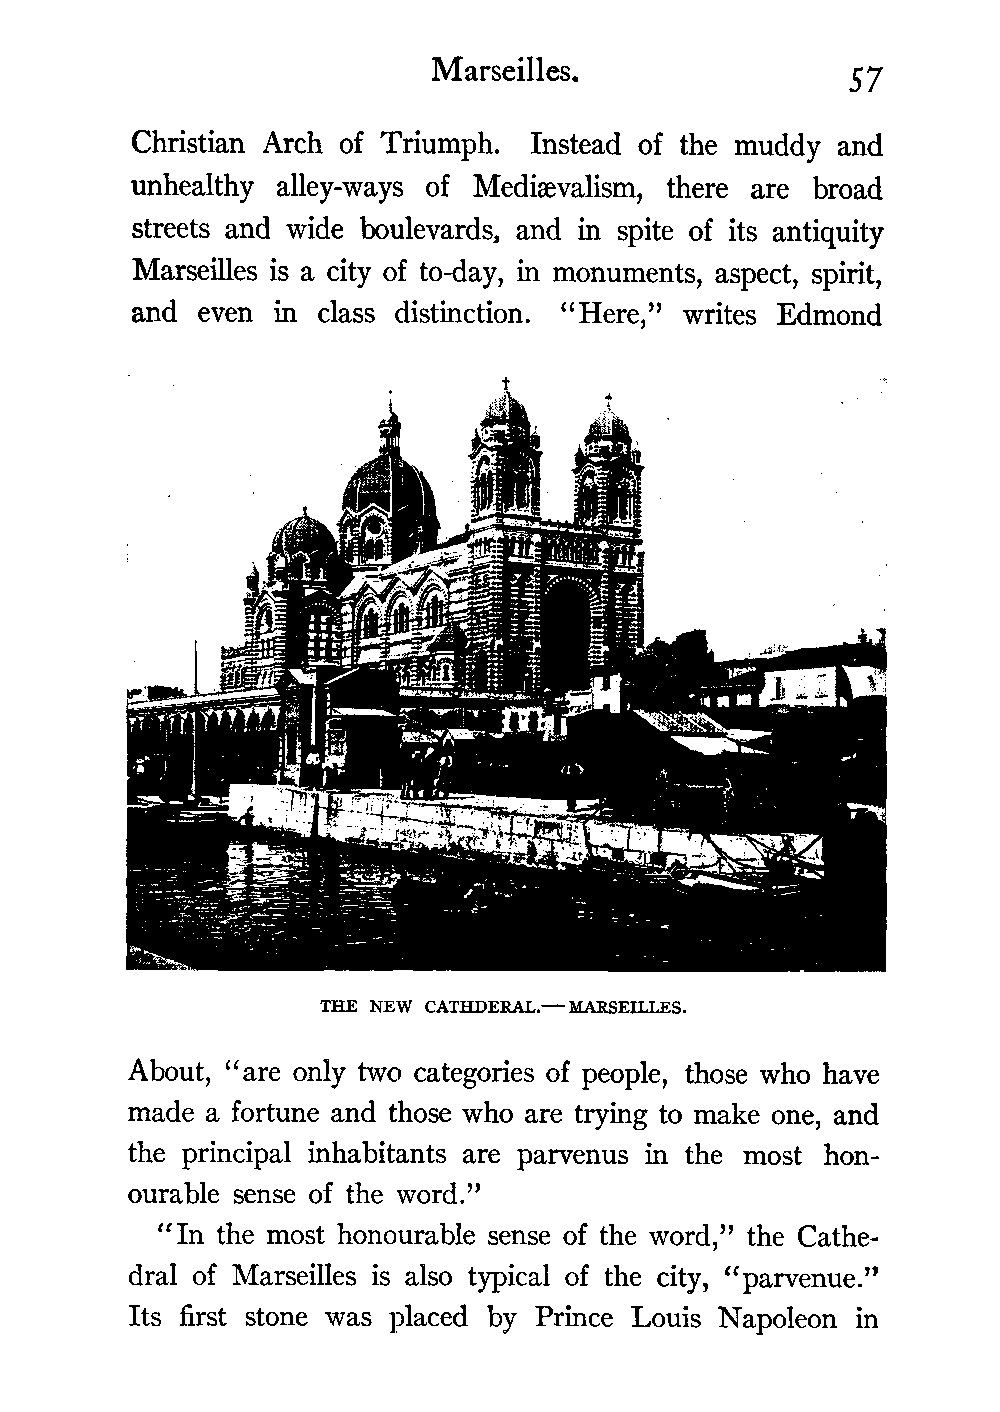 Marseilles. 57
Christian Arch of Triumph. Instead of the muddy and
unhealthy alley-ways of Mediævalism, there are broad
streets and wide boulevards, and in spite of its antiquity
Marseilles is a city of to-day, in monuments, aspect, spirit,
and even in class distinction. “Here,” writes Edmond
THE NEW CATHDERAL.—MARSEILLES.
About, “are only two categories of people, those who have
made a fortune and those who are trying to make one, and
the principal inhabitants are parvenus in the most hon-
ourable sense of the word.”
“In the most honourable sense of the word,” the Cathe-
dral of Marseilles is also typical of the city, “parvenue.”
Its first stone was placed by Prince Louis Napoleon in